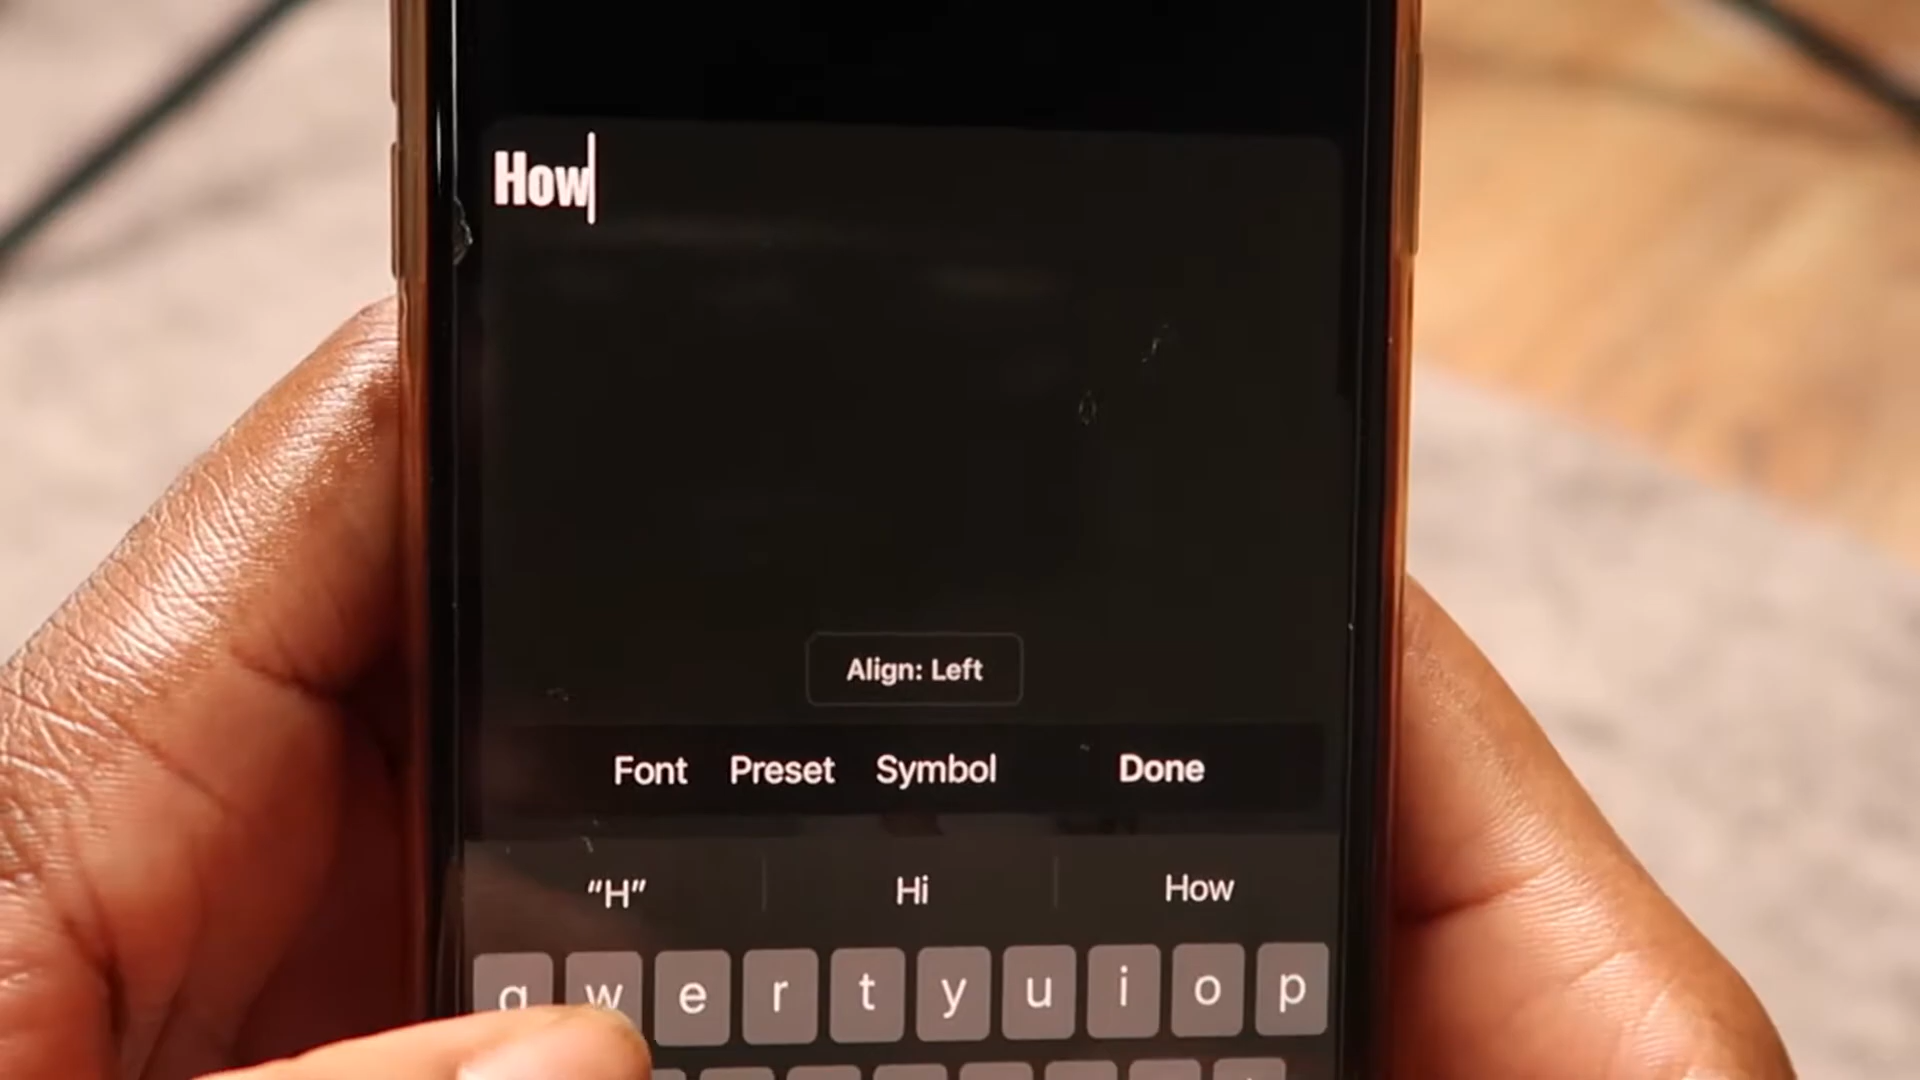 How
Align: Left
Font Preset Symbol Done
“H” Hi How
q w e r t y u i o p